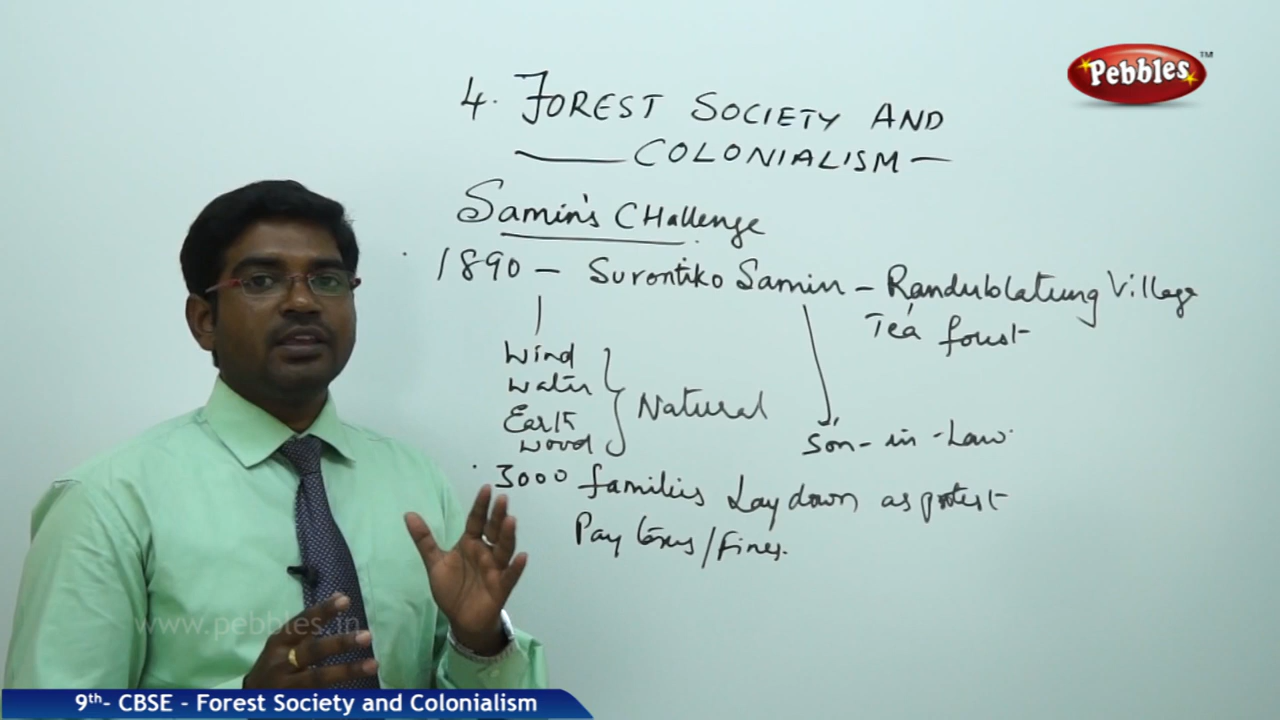 Pebbles™
4. FOREST SOCIETY AND
COLONIALISM
Samin's CHallenge
1890 – Surontiko Samin – Randublatung Village
Tea forest
Wind
Water
Earth
Wood
Natural
Son-in-Law
3000 families Lay down as protest
Pay taxes/Fines.
www.pebbles.in
9th- CBSE - Forest Society and Colonialism